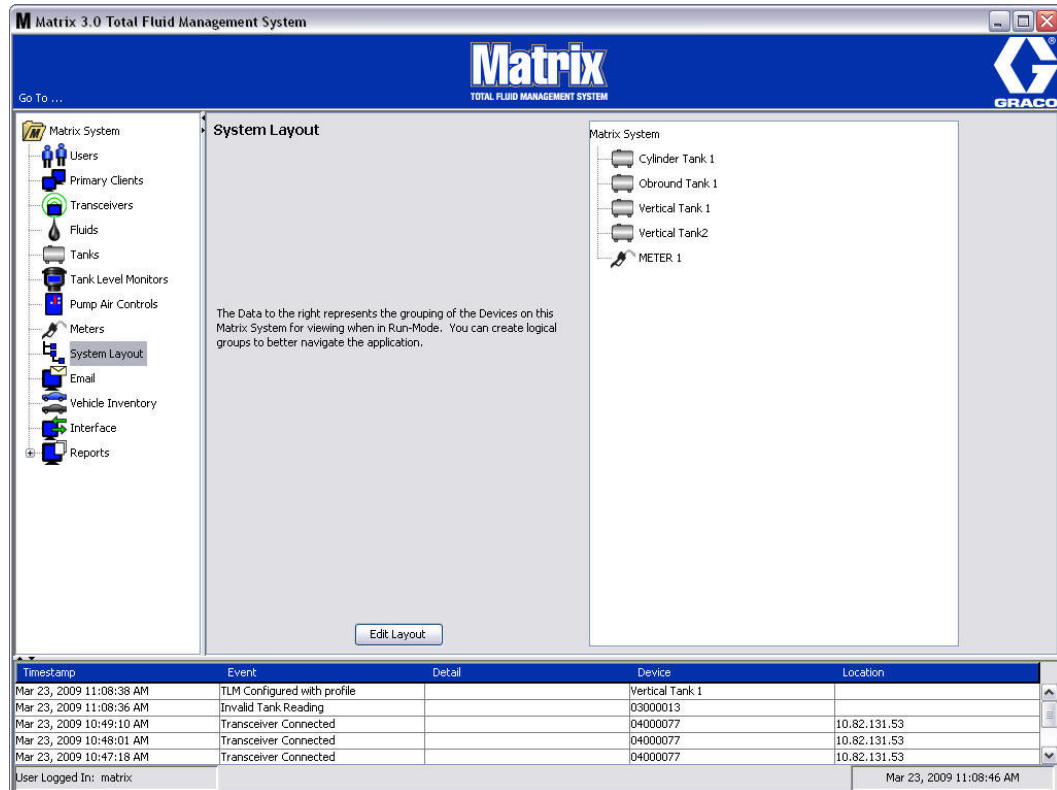 Matrix 3.0 Total Fluid Management System
Matrix
TOTAL FLUID MANAGEMENT SYSTEM
Go To ...
GRACO
®
Matrix System
Users
Primary Clients
Transceivers
Fluids
Tanks
Tank Level Monitors
Pump Air Controls
Meters
System Layout
Email
Vehicle Inventory
Interface
Reports
System Layout
The Data to the right represents the grouping of the Devices on this
Matrix System for viewing when in Run-Mode. You can create logical
groups to better navigate the application.
Edit Layout
Matrix System
Cylinder Tank 1
Obround Tank 1
Vertical Tank 1
Vertical Tank2
METER 1
Timestamp Event Detail Device Location
Mar 23, 2009 11:08:38 AM TLM Configured with profile Vertical Tank 1
Mar 23, 2009 11:08:36 AM Invalid Tank Reading 03000013
Mar 23, 2009 10:49:10 AM Transceiver Connected 04000077 10.82.131.53
Mar 23, 2009 10:48:01 AM Transceiver Connected 04000077 10.82.131.53
Mar 23, 2009 10:47:18 AM Transceiver Connected 04000077 10.82.131.53
User Logged In: matrix Mar 23, 2009 11:08:46 AM